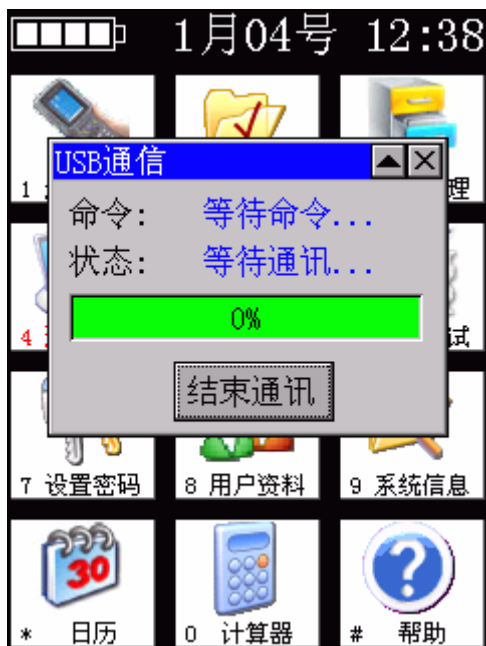 1月04号 12:38
USB通信
命令: 等待命令...
状态: 等待通讯...
0%
结束通讯
1
理
4
试
7 设置密码
8 用户资料
9 系统信息
30
* 日历
0 计算器
# 帮助